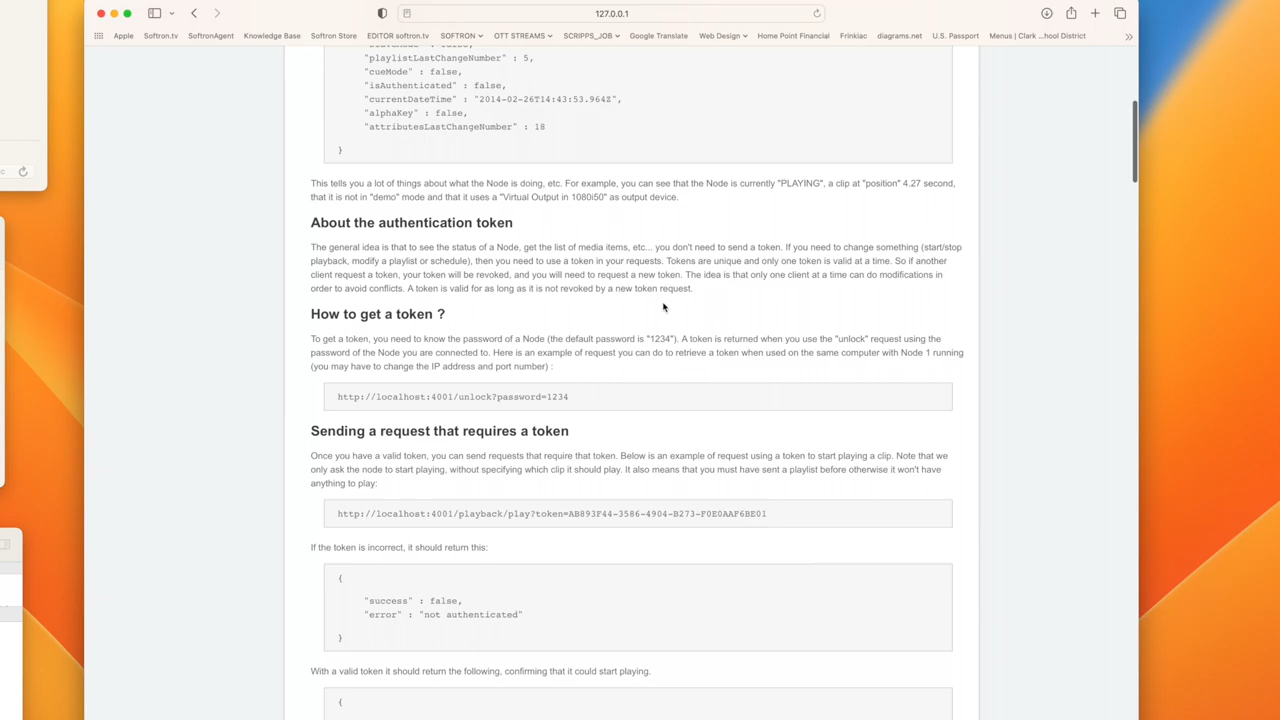 127.0.0.1
Apple Softron.tv SoftronAgent Knowledge Base Softron Store EDITOR softron.tv SOFTRON OTT STREAMS SCRIPPS_JOB Google Translate Web Design Home Point Financial Frinkiac diagrams.net U.S. Passport Menus | Clark ...hool District
"playlistLastChangeNumber" : 5,
"cueMode" : false,
"isAuthenticated" : false,
"currentDateTime" : "2014-02-26T14:43:53.964Z",
"alphaKey" : false,
"attributesLastChangeNumber" : 18
}
This tells you a lot of things about what the Node is doing, etc. For example, you can see that the Node is currently "PLAYING", a clip at "position" 4.27 second,
that it is not in "demo" mode and that it uses a "Virtual Output in 1080i50" as output device.
About the authentication token
The general idea is that to see the status of a Node, get the list of media items, etc... you don't need to send a token. If you need to change something (start/stop
playback, modify a playlist or schedule), then you need to use a token in your requests. Tokens are unique and only one token is valid at a time. So if another
client request a token, your token will be revoked, and you will need to request a new token. The idea is that only one client at a time can do modifications in
order to avoid conflicts. A token is valid for as long as it is not revoked by a new token request.
How to get a token ?
To get a token, you need to know the password of a Node (the default password is "1234"). A token is returned when you use the "unlock" request using the
password of the Node you are connected to. Here is an example of request you can do to retrieve a token when used on the same computer with Node 1 running
(you may have to change the IP address and port number) :
http://localhost:4001/unlock?password=1234
Sending a request that requires a token
Once you have a valid token, you can send requests that require that token. Below is an example of request using a token to start playing a clip. Note that we
only ask the node to start playing, without specifying which clip it should play. It also means that you must have sent a playlist before otherwise it won't have
anything to play:
http://localhost:4001/playback/play?token=AB893F44-3586-4904-B273-F0E0AAF6BE01
If the token is incorrect, it should return this:
{
"success" : false,
"error" : "not authenticated"
}
With a valid token it should return the following, confirming that it could start playing.
{